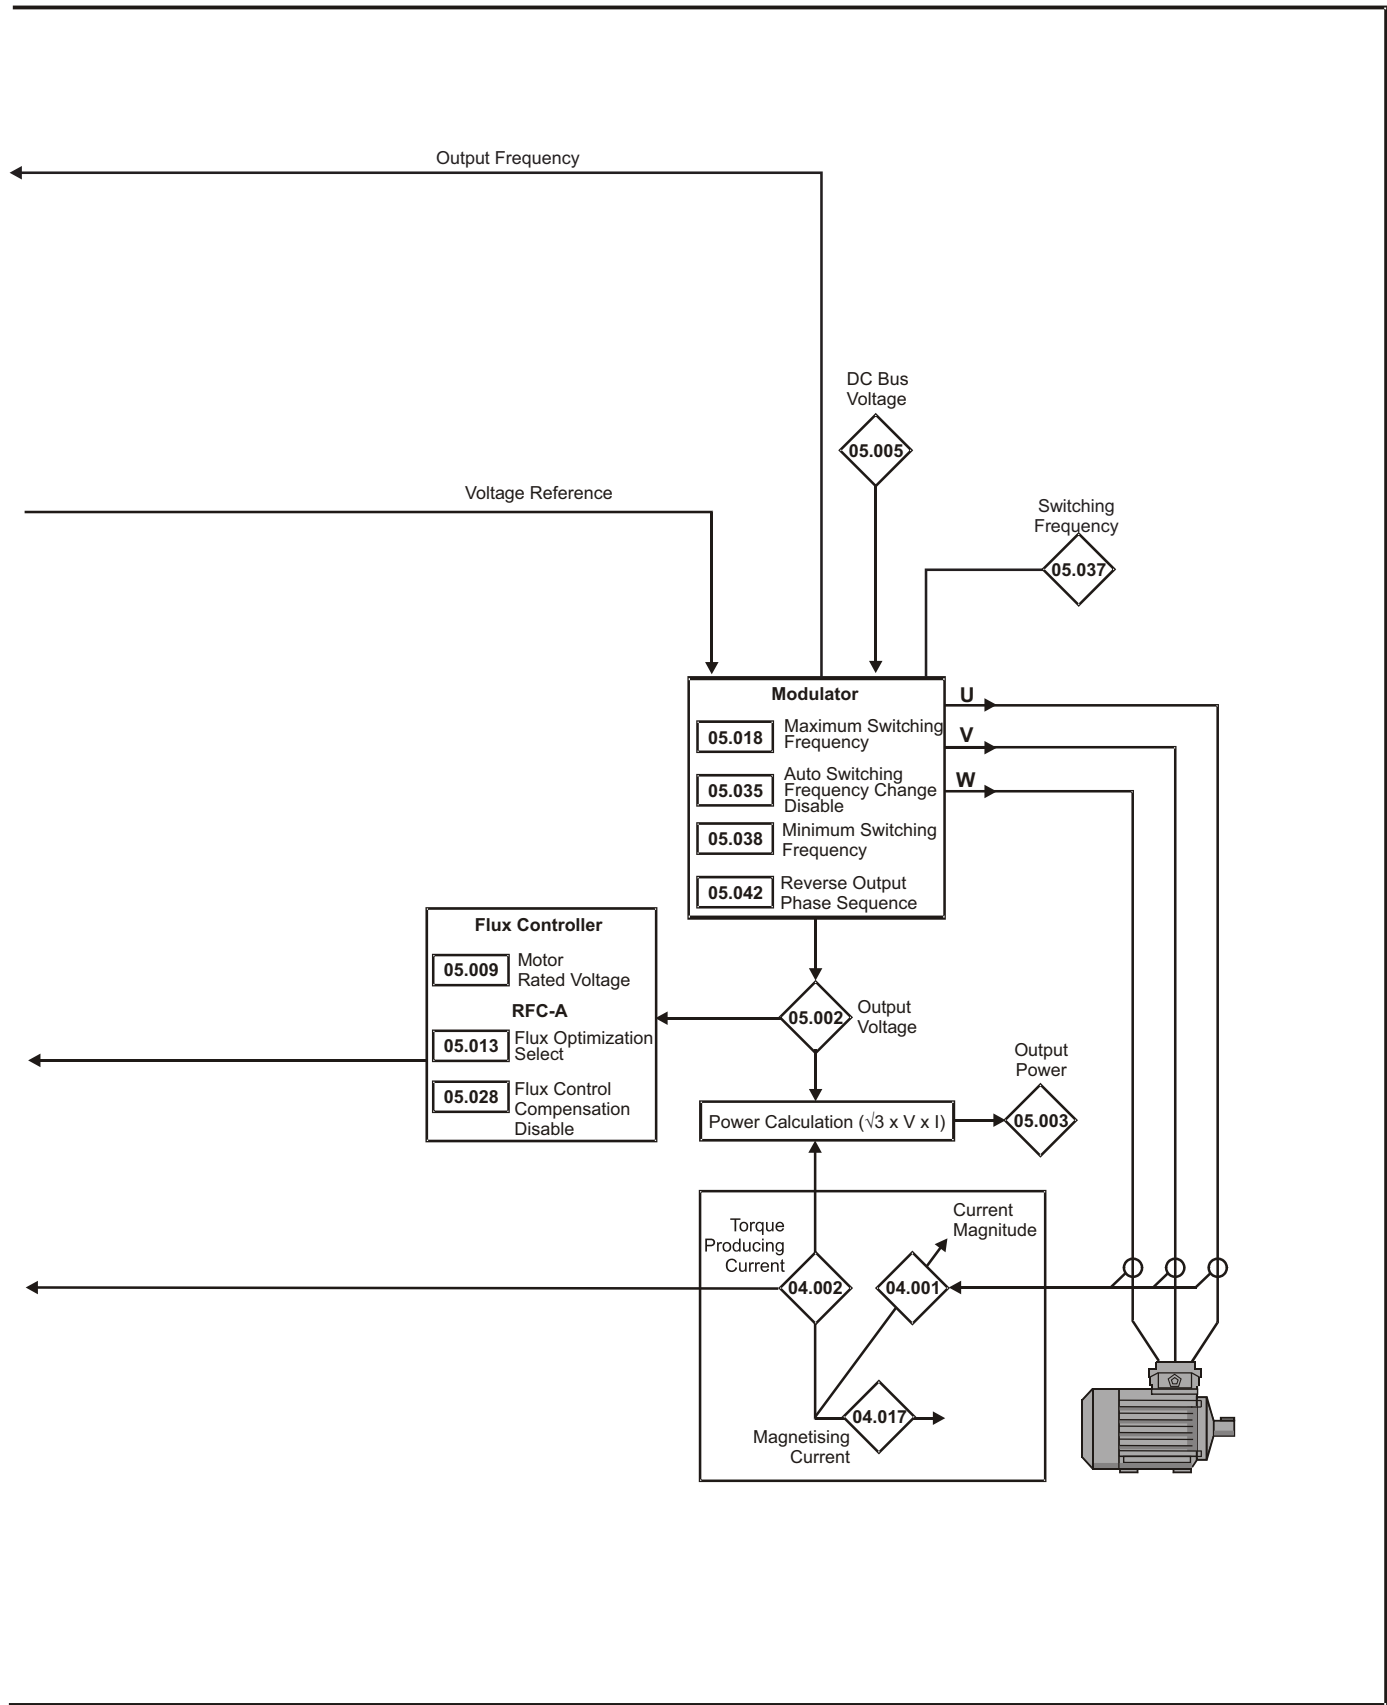 Output Frequency
DC Bus
Voltage
05.005
Voltage Reference
Switching
Frequency
05.037
Modulator
05.018
Maximum Switching
Frequency
05.035
Auto Switching
Frequency Change
Disable
05.038
Minimum Switching
Frequency
05.042
Reverse Output
Phase Sequence
U
V
W
Flux Controller
05.009
Motor
Rated Voltage
RFC-A
05.013
Flux Optimization
Select
05.028
Flux Control
Compensation
Disable
05.002
Output
Voltage
Output
Power
Power Calculation (√3 x V x I)
05.003
Torque
Producing
Current
04.002
Current
Magnitude
04.001
04.017
Magnetising
Current